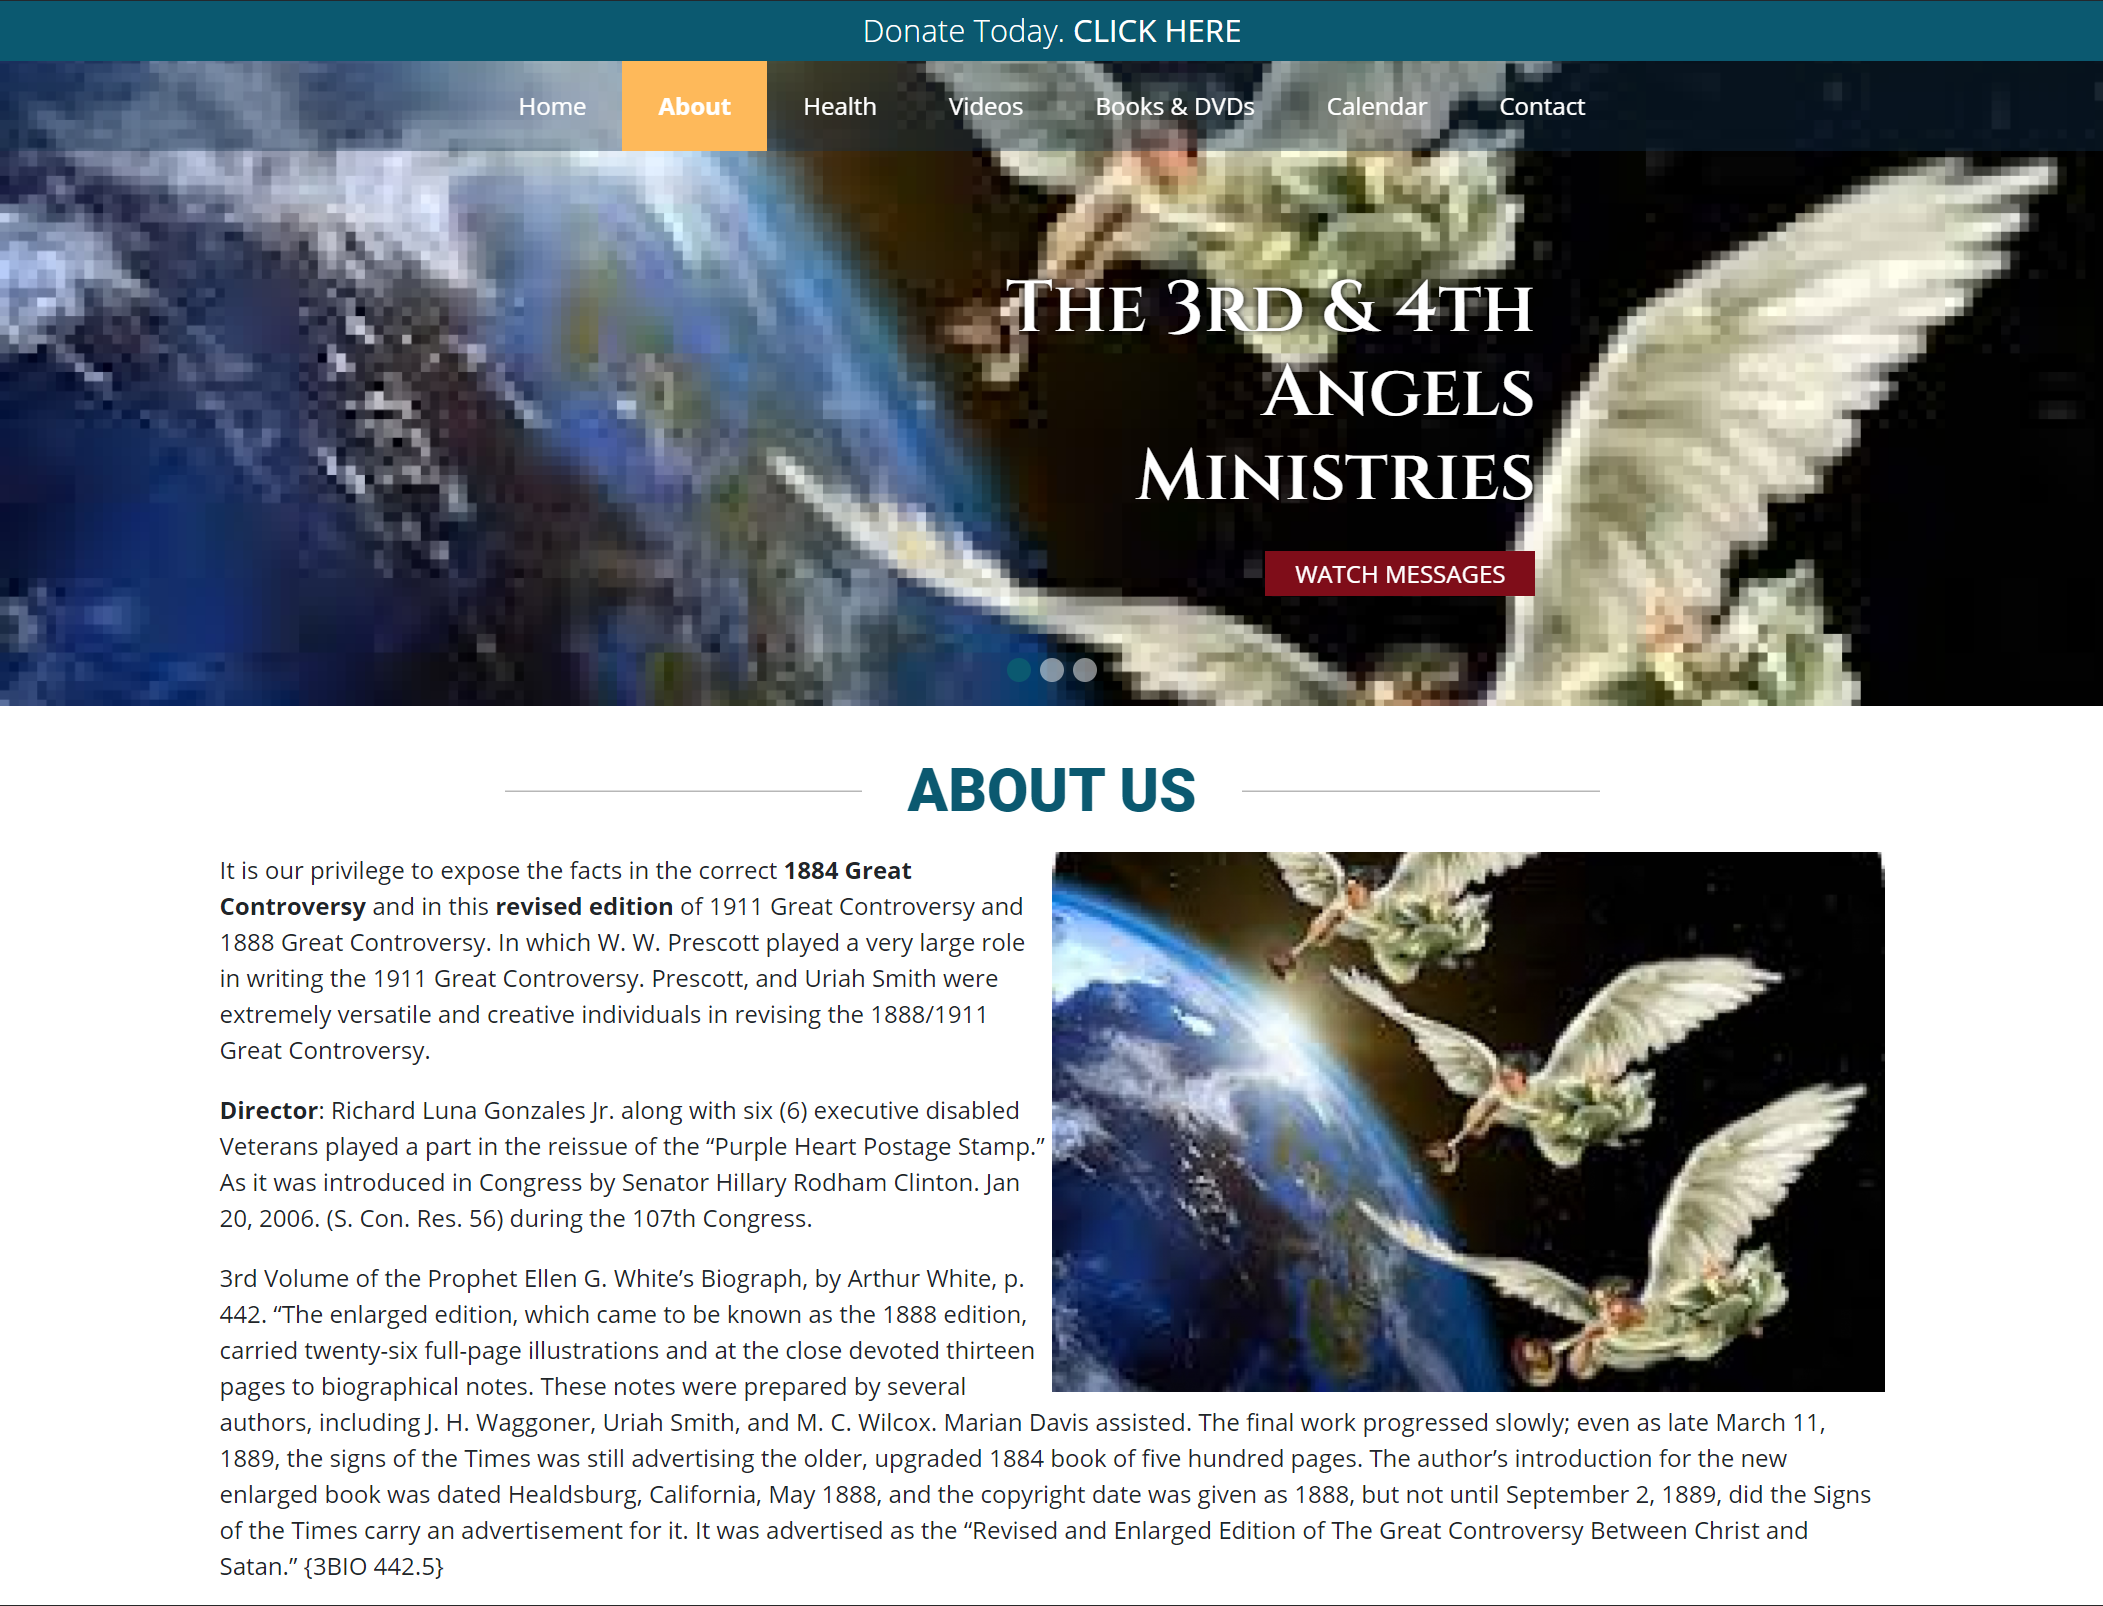 Donate Today. CLICK HERE
Home About Health Videos Books & DVDs Calendar Contact
THE 3RD & 4TH
ANGELS
MINISTRIES
WATCH MESSAGES
ABOUT US
It is our privilege to expose the facts in the correct 1884 Great
Controversy and in this revised edition of 1911 Great Controversy and
1888 Great Controversy. In which W. W. Prescott played a very large role
in writing the 1911 Great Controversy. Prescott, and Uriah Smith were
extremely versatile and creative individuals in revising the 1888/1911
Great Controversy.
Director: Richard Luna Gonzales Jr. along with six (6) executive disabled
Veterans played a part in the reissue of the “Purple Heart Postage Stamp.”
As it was introduced in Congress by Senator Hillary Rodham Clinton. Jan
20, 2006. (S. Con. Res. 56) during the 107th Congress.
3rd Volume of the Prophet Ellen G. White’s Biograph, by Arthur White, p.
442. “The enlarged edition, which came to be known as the 1888 edition,
carried twenty-six full-page illustrations and at the close devoted thirteen
pages to biographical notes. These notes were prepared by several
authors, including J. H. Waggoner, Uriah Smith, and M. C. Wilcox. Marian Davis assisted. The final work progressed slowly; even as late March 11,
1889, the signs of the Times was still advertising the older, upgraded 1884 book of five hundred pages. The author’s introduction for the new
enlarged book was dated Healdsburg, California, May 1888, and the copyright date was given as 1888, but not until September 2, 1889, did the Signs
of the Times carry an advertisement for it. It was advertised as the “Revised and Enlarged Edition of The Great Controversy Between Christ and
Satan.” {3BIO 442.5}